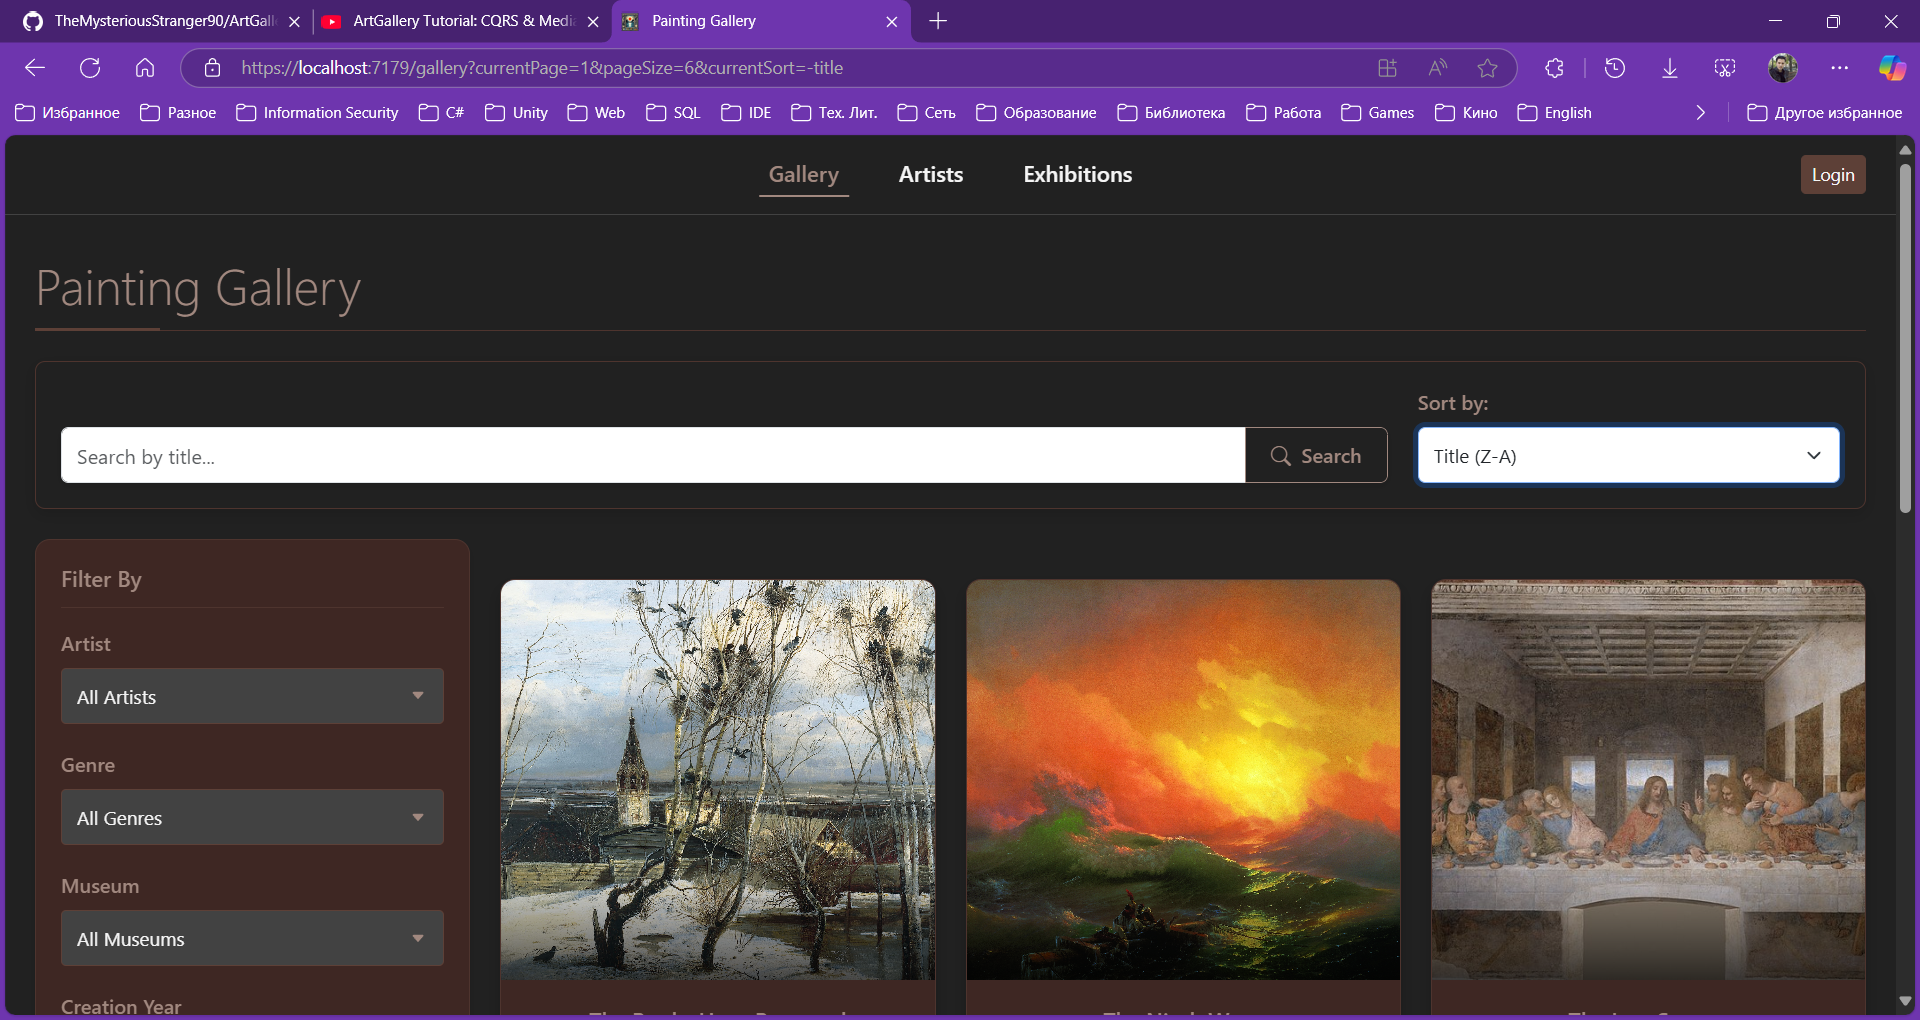 TheMysteriousStranger90/ArtGall
ArtGallery Tutorial: CQRS & Medi
Painting Gallery
https://localhost:7179/gallery?currentPage=1&pageSize=6&currentSort=-title
Избранное
Разное
Information Security
C#
Unity
Web
SQL
IDE
Тех. Лит.
Сеть
Образование
Библиотека
Работа
Games
Кино
English
Другое избранное
Gallery
Artists
Exhibitions
Login
Painting Gallery
Sort by:
Search by title...
Search
Title (Z-A)
Filter By
Artist
All Artists
Genre
All Genres
Museum
All Museums
Creation Year